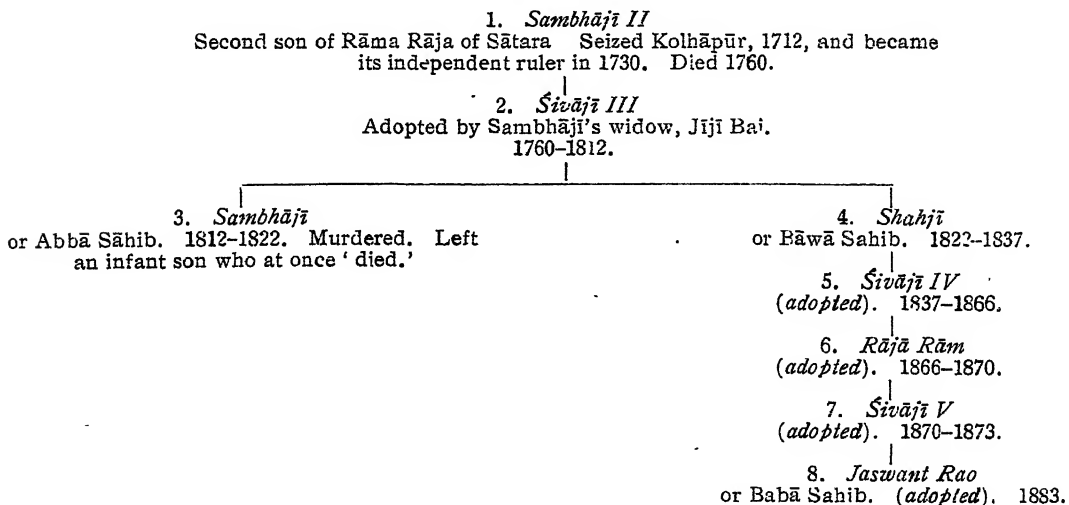 1. Sambhājī II
Second son of Rāma Rāja of Sātara Seized Kolhāpūr, 1712, and became
its independent ruler in 1730. Died 1760.
2. Śivājī III
Adopted by Sambhājī's widow, Jījī Bai.
1760–1812.
3. Sambhājī
or Abbā Sāhib. 1812–1822. Murdered. Left
an infant son who at once ‘died.’
4. Shahjī
or Bāwā Sahib. 1822–1837.
5. Śivājī IV
(adopted). 1837–1866.
6. Rājā Rām
(adopted). 1866–1870.
7. Śivājī V
(adopted). 1870–1873.
8. Jaswant Rao
or Babā Sahib. (adopted). 1883.